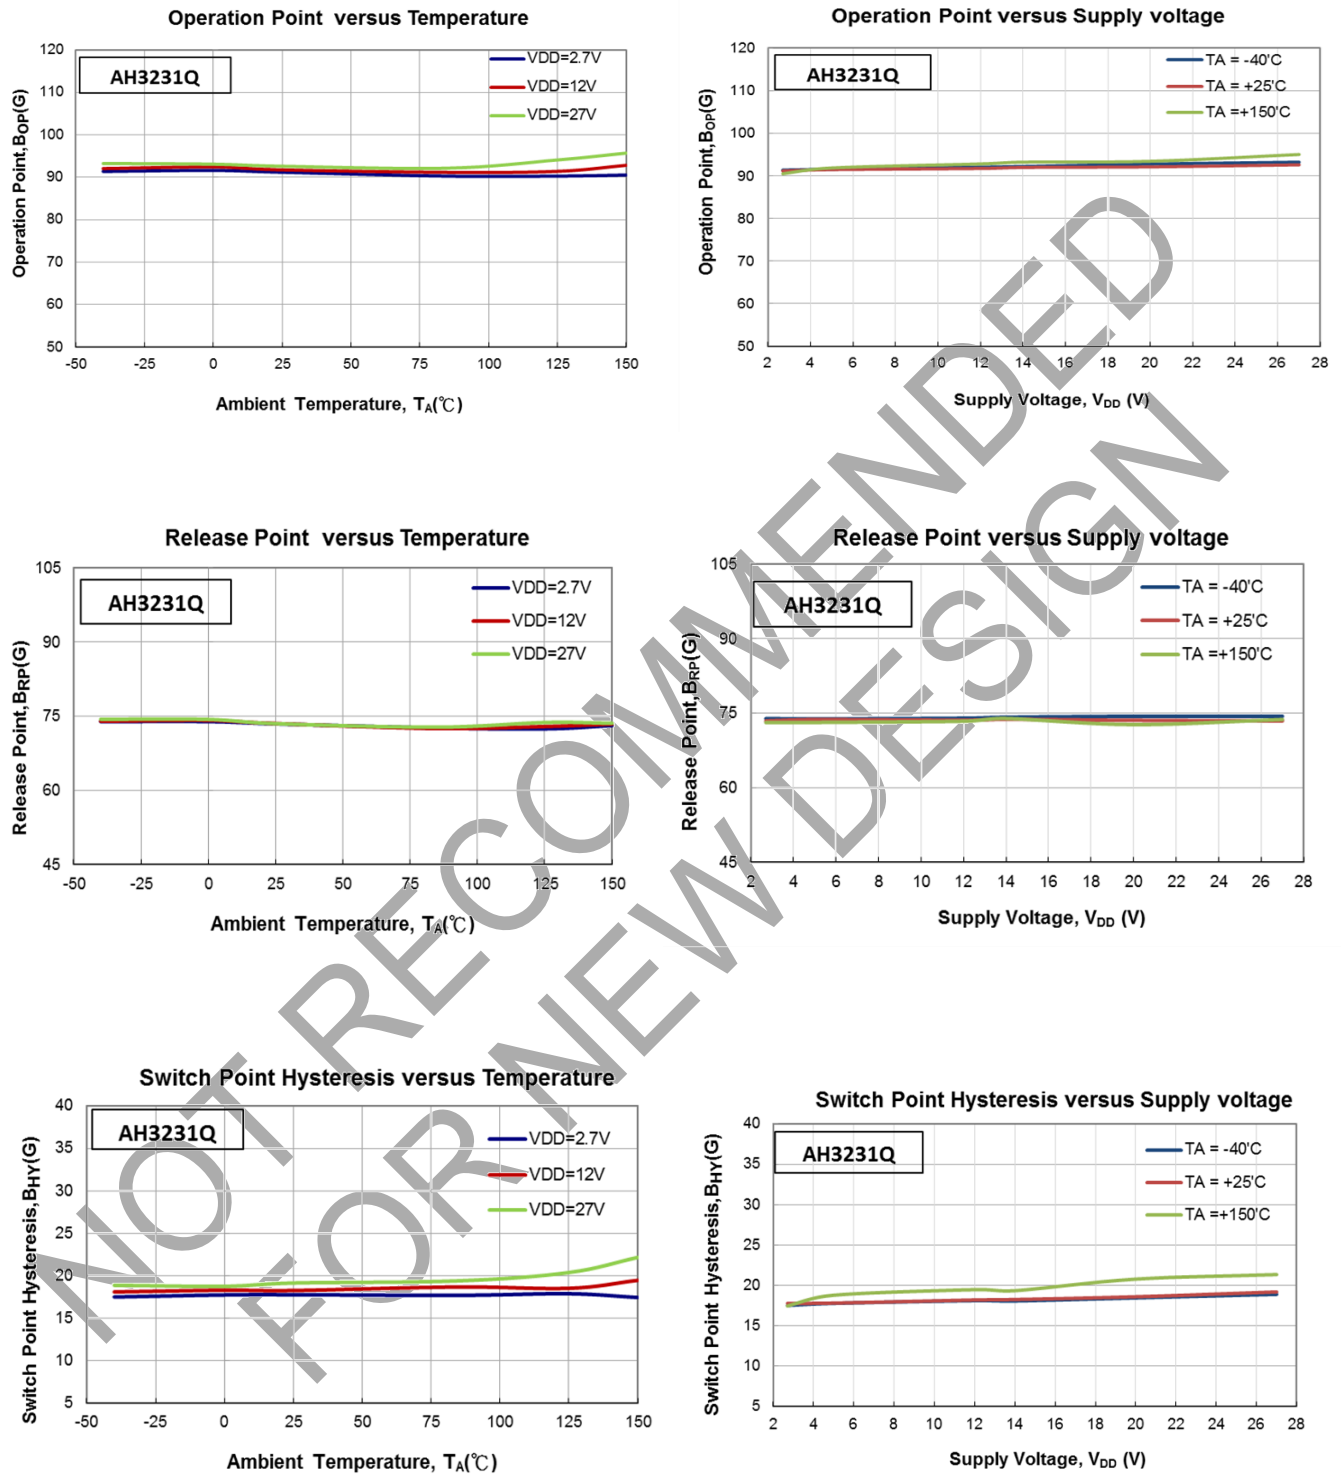 Operation Point versus Temperature
120
110
100
90
80
70
60
50
-50
-25
0
25
50
75
100
125
150
AH3231Q
VDD=2.7V
VDD=12V
VDD=27V
Operation Point,BOP(G)
Ambient Temperature, TA(℃)
Operation Point versus Supply voltage
120
110
100
90
80
70
60
50
2
4
6
8
10
12
14
16
18
20
22
24
26
28
AH3231Q
TA = -40'C
TA = +25'C
TA =+150'C
Operation Point,BOP(G)
Supply Voltage, VDD (V)
Release Point versus Temperature
105
90
75
60
45
-50
-25
0
25
50
75
100
125
150
AH3231Q
VDD=2.7V
VDD=12V
VDD=27V
Release Point,BRP(G)
Ambient Temperature, TA(℃)
Release Point versus Supply voltage
105
90
75
60
45
2
4
6
8
10
12
14
16
18
20
22
24
26
28
AH3231Q
TA = -40'C
TA = +25'C
TA =+150'C
Release Point,BRP(G)
Supply Voltage, VDD (V)
Switch Point Hysteresis versus Temperature
40
35
30
25
20
15
10
5
-50
-25
0
25
50
75
100
125
150
AH3231Q
VDD=2.7V
VDD=12V
VDD=27V
Switch Point Hysteresis,BHY(G)
Ambient Temperature, TA(℃)
Switch Point Hysteresis versus Supply voltage
40
35
30
25
20
15
10
5
2
4
6
8
10
12
14
16
18
20
22
24
26
28
AH3231Q
TA = -40'C
TA = +25'C
TA =+150'C
Switch Point Hysteresis,BHY(G)
Supply Voltage, VDD (V)
NOT RECOMMENDED
FOR NEW DESIGN